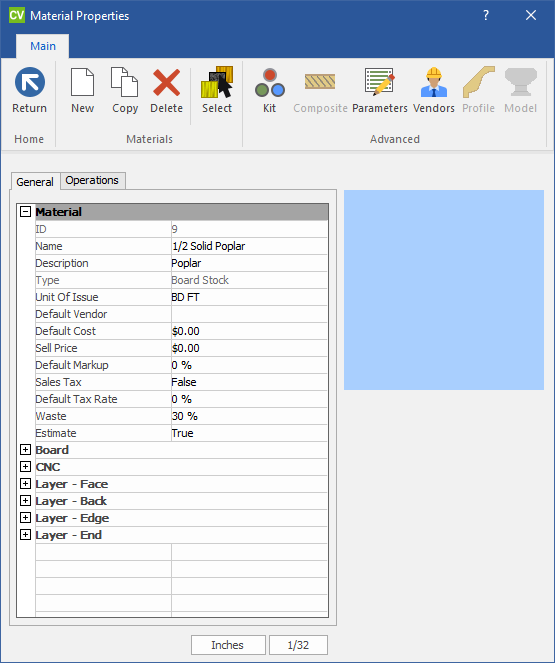 CV Material Properties ?
Main
Return New Copy Delete Select Kit Composite Parameters Vendors Profile Model
Home Materials Advanced
General Operations
Material
ID 9
Name 1/2 Solid Poplar
Description Poplar
Type Board Stock
Unit Of Issue BD FT
Default Vendor
Default Cost $0.00
Sell Price $0.00
Default Markup 0 %
Sales Tax False
Default Tax Rate 0 %
Waste 30 %
Estimate True
Board
CNC
Layer - Face
Layer - Back
Layer - Edge
Layer - End
Inches 1/32